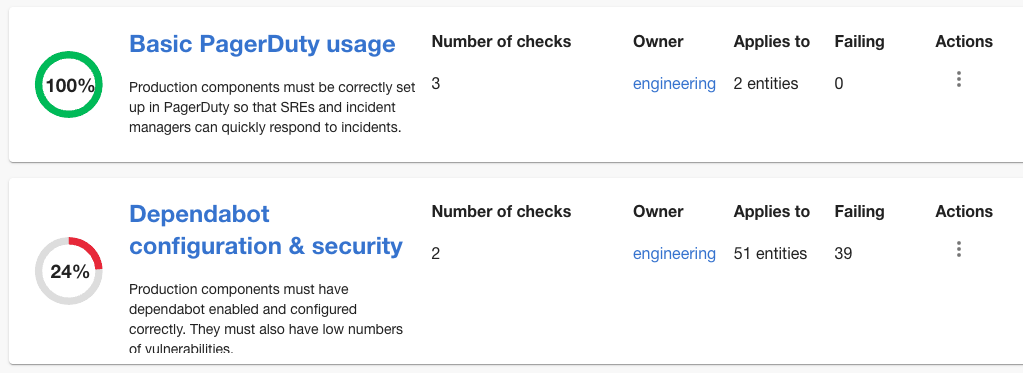 Basic PagerDuty usage
Number of checks
Owner
Applies to
Failing
Actions
100%
Production components must be correctly set
up in PagerDuty so that SREs and incident
managers can quickly respond to incidents.
3
engineering
2 entities
0
Dependabot
configuration & security
Number of checks
Owner
Applies to
Failing
Actions
24%
Production components must have
dependabot enabled and configured
correctly. They must also have low numbers
of vulnerabilities.
2
engineering
51 entities
39